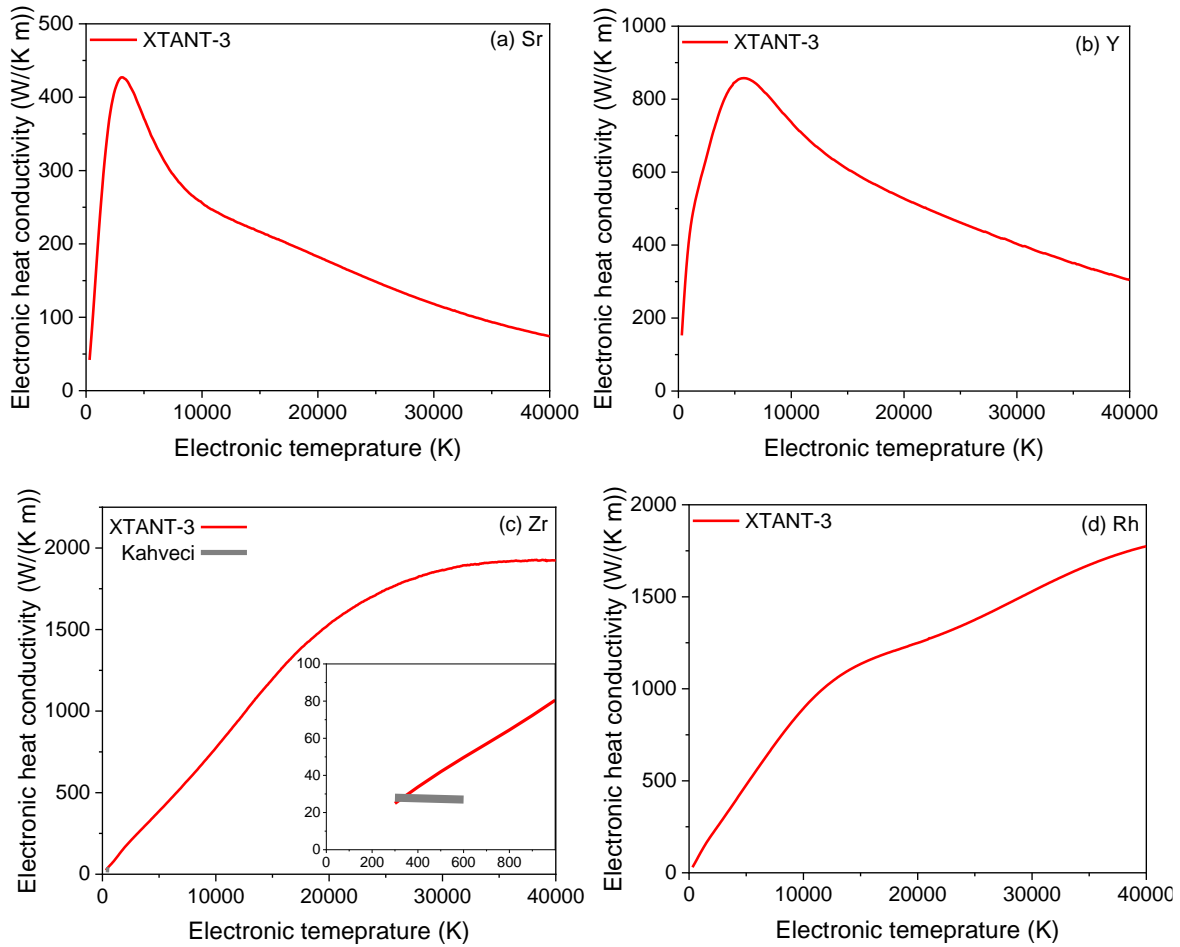 500
400
300
200
100
0
Electronic heat conductivity (W/(K m))
XTANT-3
(a) Sr
0 10000 20000 30000 40000
Electronic temeprature (K)
1000
800
600
400
200
0
Electronic heat conductivity (W/(K m))
XTANT-3
(b) Y
0 10000 20000 30000 40000
Electronic temeprature (K)
2000
1500
1000
500
0
Electronic heat conductivity (W/(K m))
XTANT-3
Kahveci
(c) Zr
100
80
60
40
20
0
0 200 400 600 800
0 10000 20000 30000 40000
Electronic temeprature (K)
2000
1500
1000
500
0
Electronic heat conductivity (W/(K m))
XTANT-3
(d) Rh
0 10000 20000 30000 40000
Electronic temeprature (K)